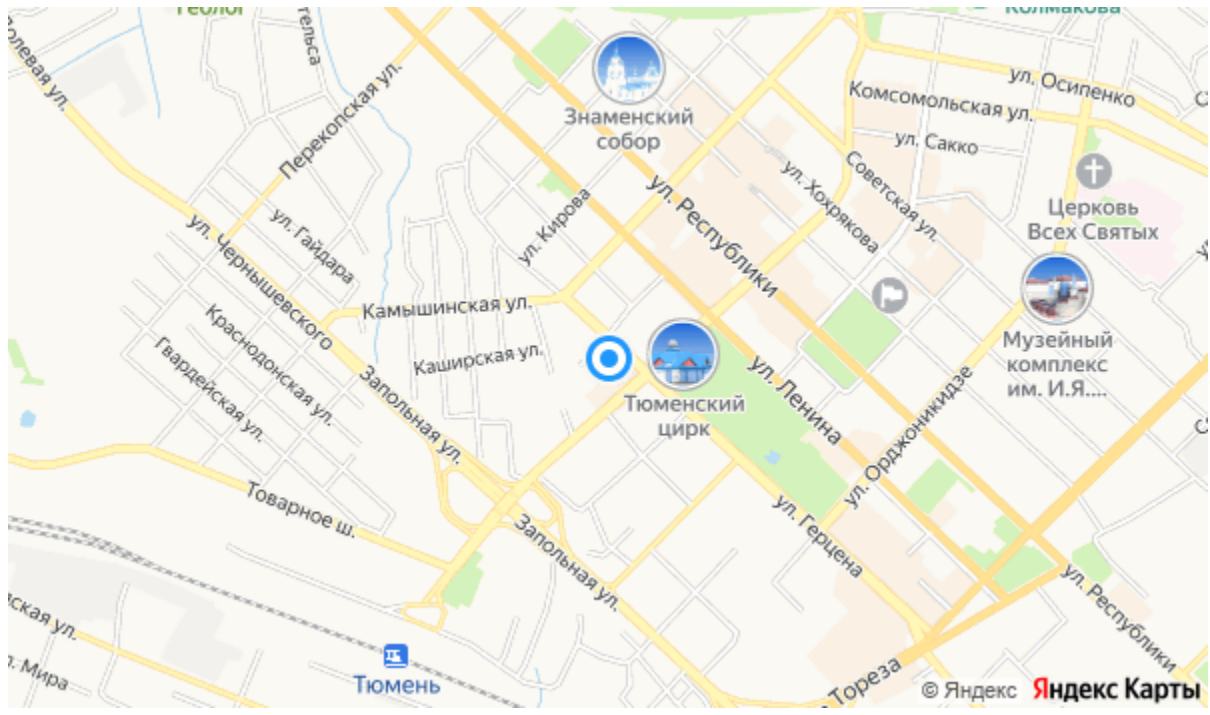 Геолог
Колмакова
Полевая ул.
Перекопская ул.
ул. Осипенко
Комсомольская ул.
Знаменский
собор
ул. Сакко
ул. Хохрякова
Советская ул.
ул. Республики
Церковь
Всех Святых
ул. Кирова
ул. Гайдара
ул. Чернышевского
Камышинская ул.
Краснодонская ул.
Каширская ул.
Гвардейская ул.
Музейный
комплекс
им. И.Я....
ул. Ленина
Тюменский
цирк
Запольная ул.
ул. Орджоникидзе
Товарное ш.
ул. Герцена
Запольная ул.
ул. Республики
ская ул.
Мира
Тюмень
Тореза
© Яндекс Яндекс Карты